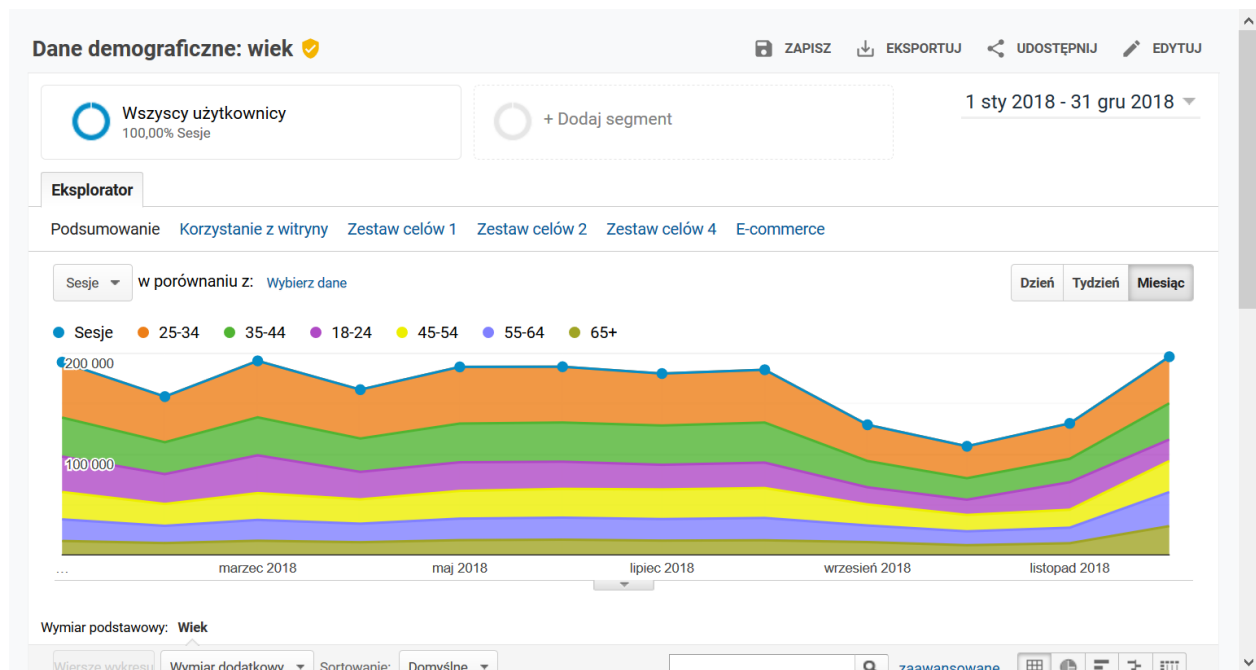 Dane demograficzne: wiek
ZAPISZ EKSPORTUJ UDOSTĘPNIJ EDYTUJ
Wszyscy użytkownicy
100,00% Sesje
+ Dodaj segment
1 sty 2018 - 31 gru 2018
Eksplorator
Podsumowanie Korzystanie z witryny Zestaw celów 1 Zestaw celów 2 Zestaw celów 4 E-commerce
Sesje w porównaniu z: Wybierz dane
Dzień Tydzień Miesiąc
Sesje 25-34 35-44 18-24 45-54 55-64 65+
200 000
100 000
... marzec 2018 maj 2018 lipiec 2018 wrzesień 2018 listopad 2018
Wymiar podstawowy: Wiek
Wiersze wykresu Wymiar dodatkowy Sortowanie: Domyślne zaawansowane